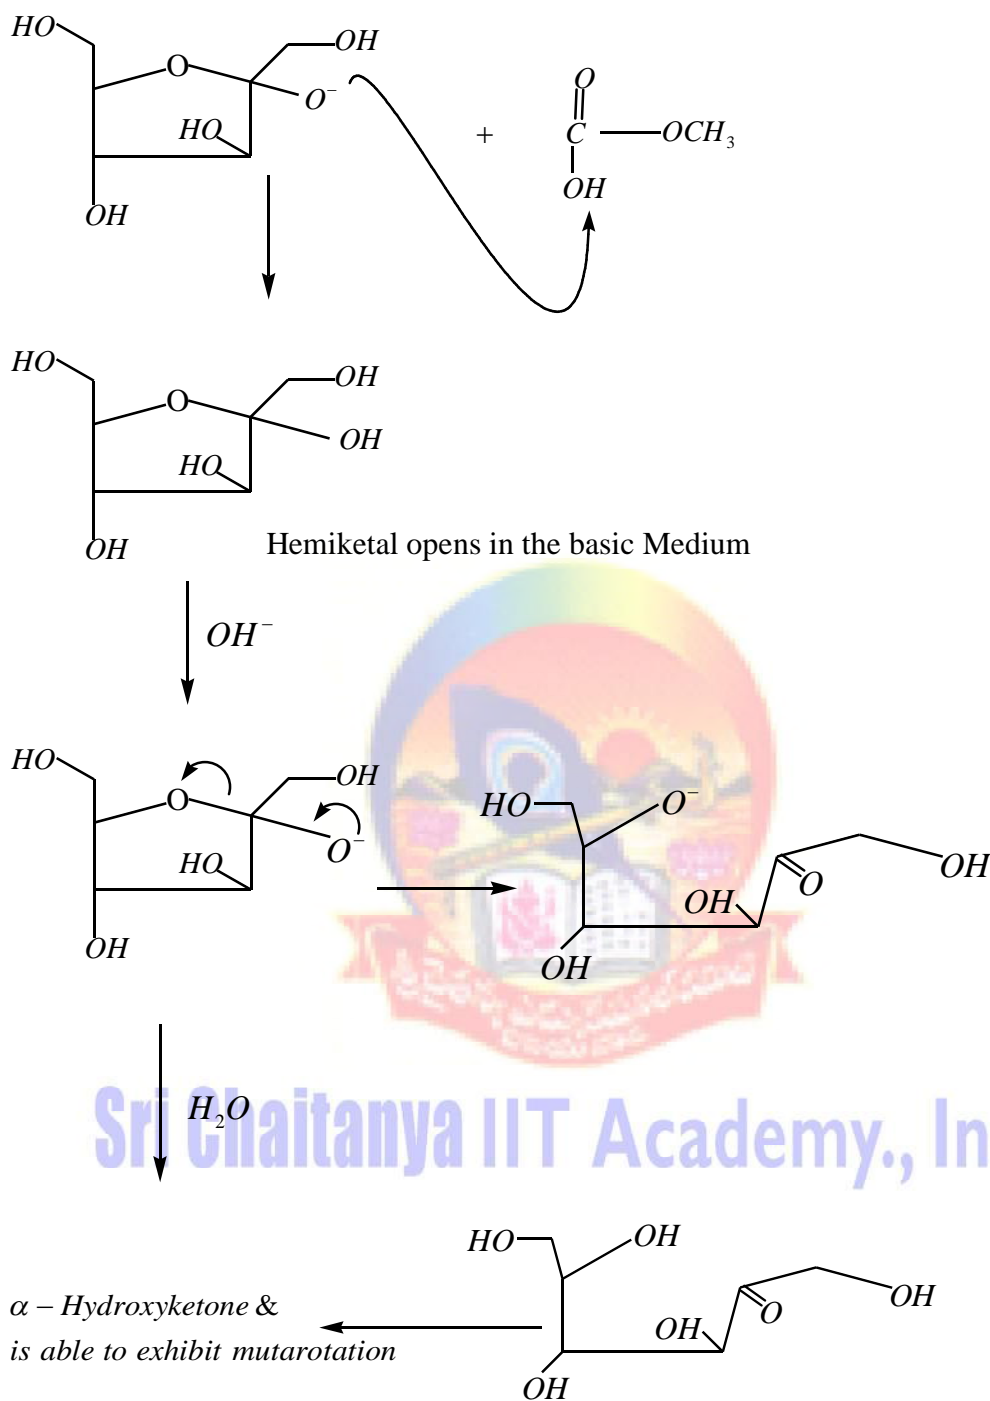 HO
O
OH
O⁻
HO
OH
+
O
C
OCH₃
OH
HO
O
OH
OH
HO
OH
Hemiketal opens in the basic Medium
OH⁻
HO
O
OH
O⁻
HO
OH
HO
O⁻
OH
O
OH
OH
H₂O
Sri Chaitanya IIT Academy., In
HO
OH
OH
O
OH
OH
α – Hydroxyketone &
is able to exhibit mutarotation